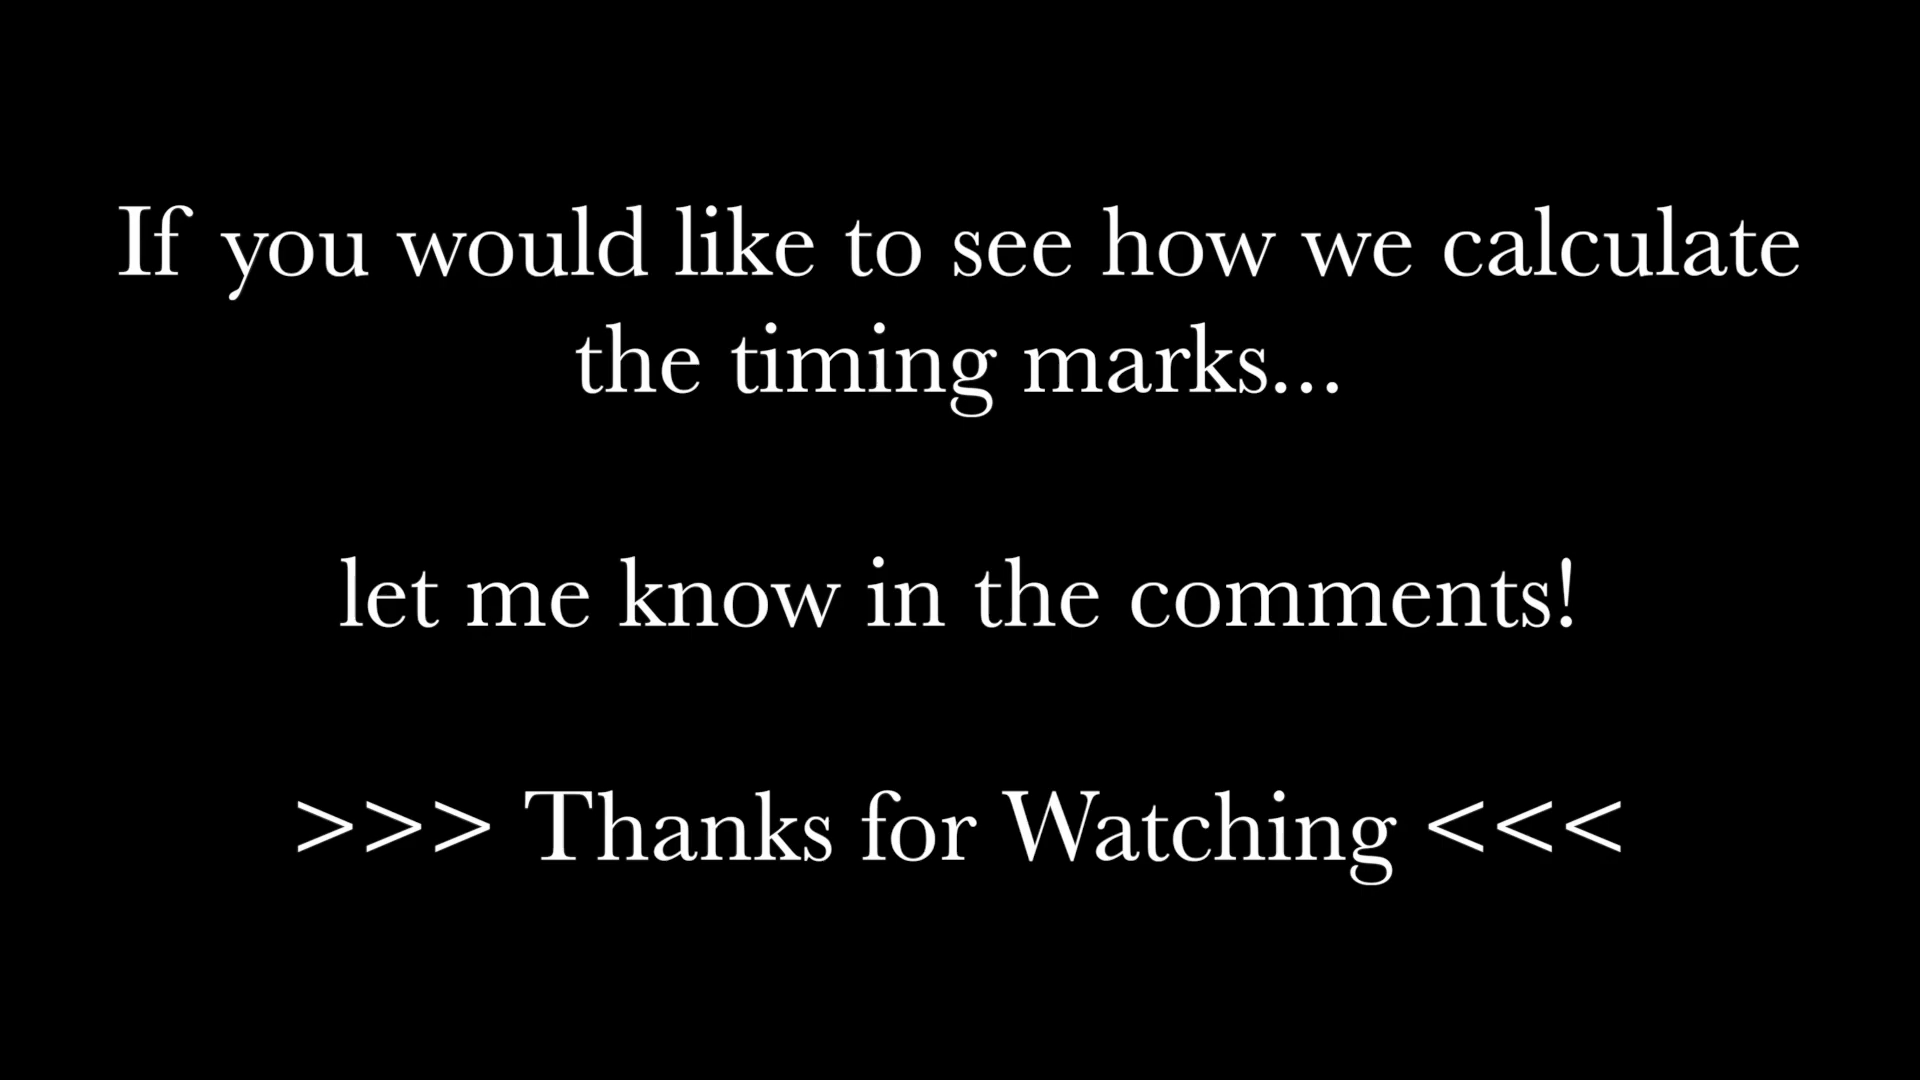 If you would like to see how we calculate
the timing marks...
let me know in the comments!
>>> Thanks for Watching <<<